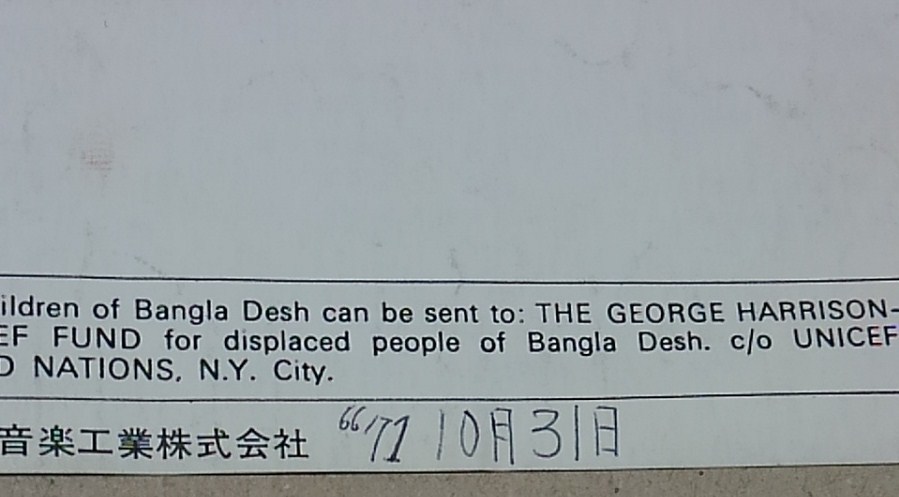 ildren of Bangla Desh can be sent to: THE GEORGE HARRISON-
EF FUND for displaced people of Bangla Desh. c/o UNICEF
D NATIONS, N.Y. City.
音楽工業株式会社 '71 10月31日